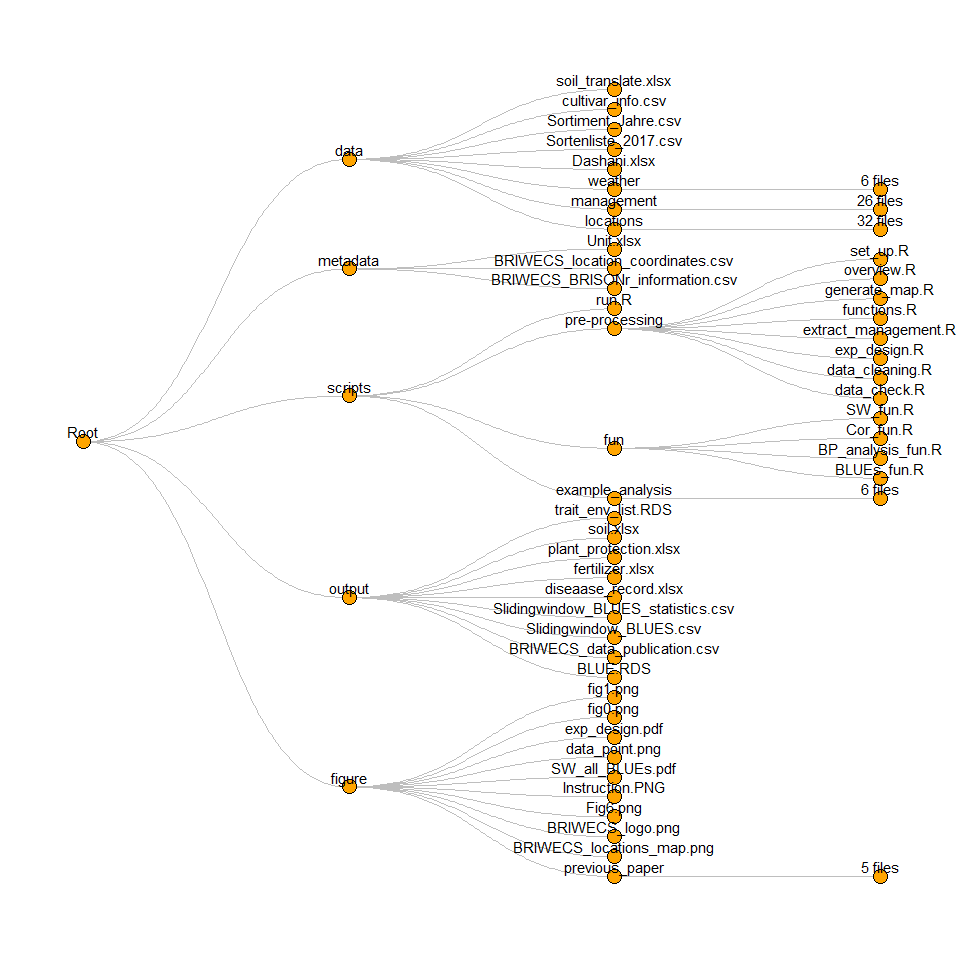 Root
data
soil_translate.xlsx
cultivar_info.csv
Sortiment_Jahre.csv
Sortenliste_2017.csv
Dashani.xlsx
weather
6 files
management
26 files
locations
32 files
metadata
Unit.xlsx
BRIWECS_location_coordinates.csv
BRIWECS_BRISONr_information.csv
scripts
run.R
pre-processing
set_up.R
overview.R
generate_map.R
functions.R
extract_management.R
exp_design.R
data_cleaning.R
data_check.R
fun
SW_fun.R
Cor_fun.R
BP_analysis_fun.R
BLUEs_fun.R
example_analysis
6 files
output
trait_env_list.RDS
soil.xlsx
plant_protection.xlsx
fertilizer.xlsx
diseaase_record.xlsx
Slidingwindow_BLUES_statistics.csv
Slidingwindow_BLUES.csv
BRIWECS_data_publication.csv
BLUE.RDS
figure
fig1.png
fig0.png
exp_design.pdf
data_point.png
SW_all_BLUEs.pdf
Instruction.PNG
Fig6.png
BRIWECS_logo.png
BRIWECS_locations_map.png
previous_paper
5 files